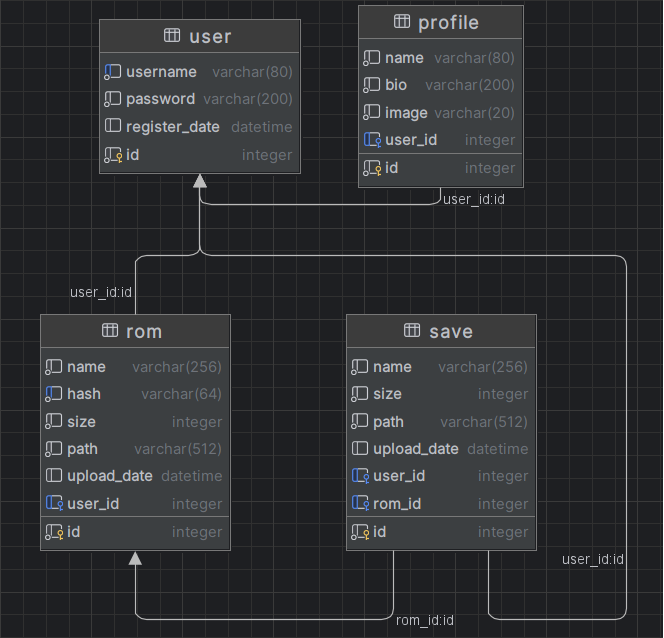 user
username varchar(80)
password varchar(200)
register_date datetime
id integer
profile
name varchar(80)
bio varchar(200)
image varchar(20)
user_id integer
id integer
user_id:id
user_id:id
rom
name varchar(256)
hash varchar(64)
size integer
path varchar(512)
upload_date datetime
user_id integer
id integer
save
name varchar(256)
size integer
path varchar(512)
upload_date datetime
user_id integer
rom_id integer
id integer
user_id:id
rom_id:id